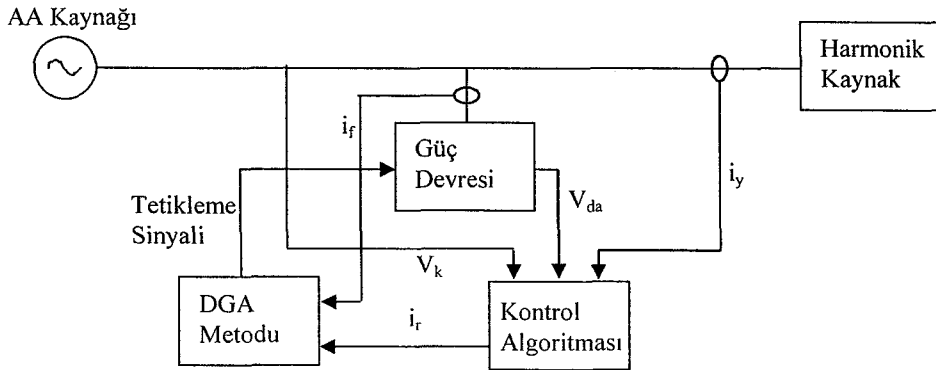 AA Kaynağı
Harmonik
Kaynak
i_f
Güç
Devresi
i_y
V_da
Tetikleme
Sinyali
V_k
DGA
Metodu
i_r
Kontrol
Algoritması